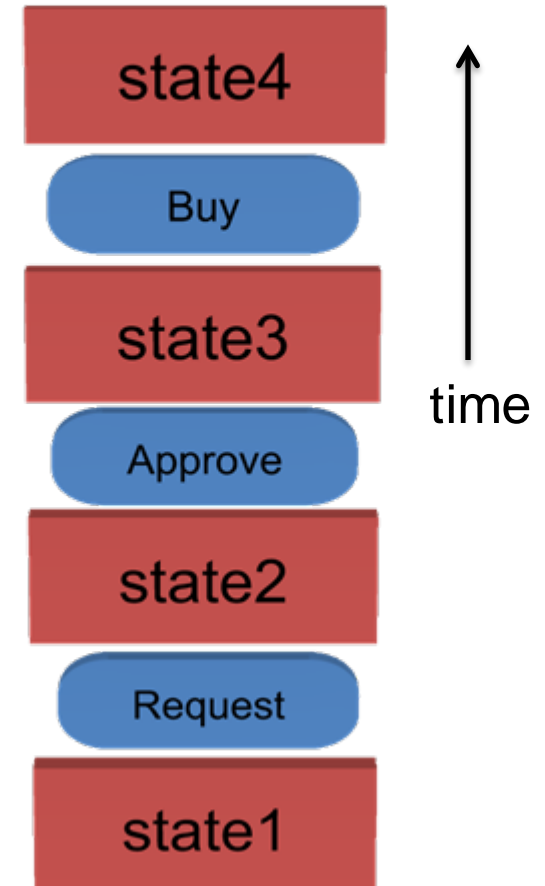 state4
Buy
state3
time
Approve
state2
Request
state1